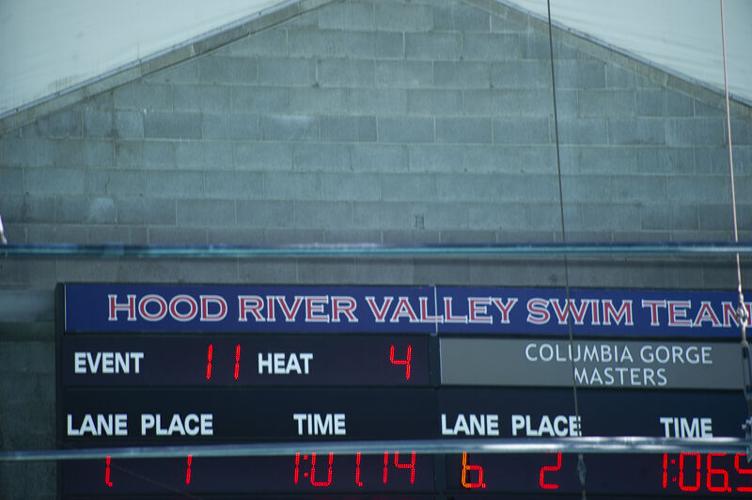 HOOD RIVER VALLEY SWIM TEAM
EVENT 11 HEAT 4
COLUMBIA GORGE
MASTERS
LANE PLACE TIME LANE PLACE TIME
1 1 1:01.14 6 2 1:06.9